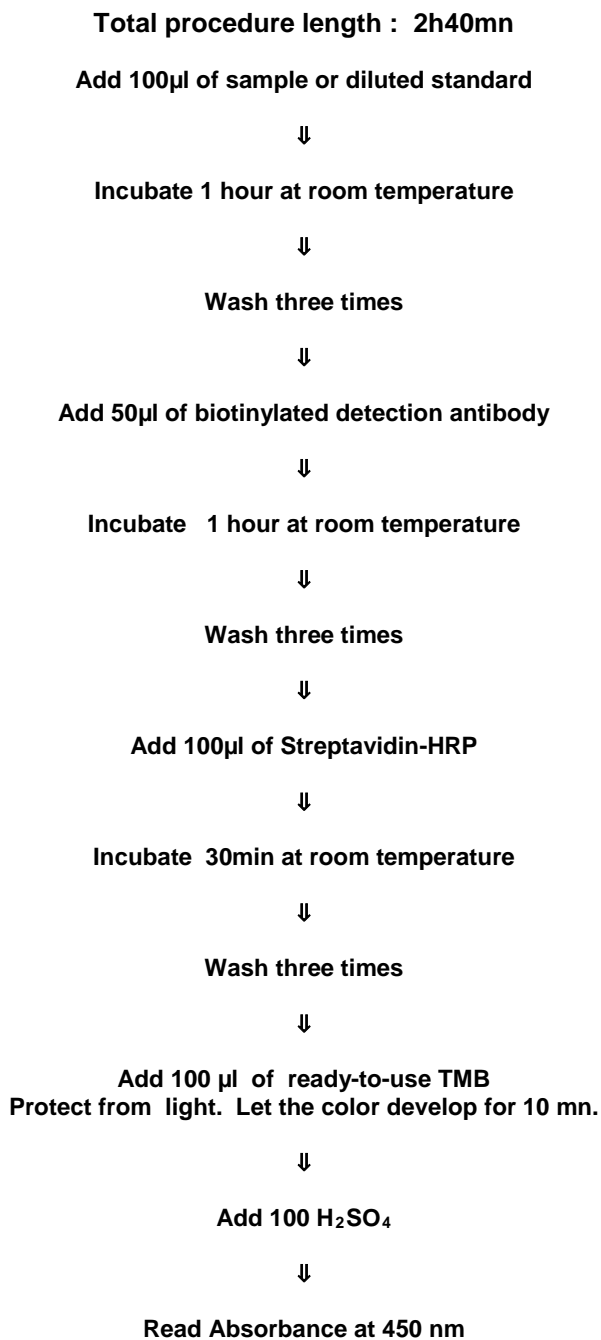 Total procedure length : 2h40mn
Add 100µl of sample or diluted standard
⇓
Incubate 1 hour at room temperature
⇓
Wash three times
⇓
Add 50µl of biotinylated detection antibody
⇓
Incubate 1 hour at room temperature
⇓
Wash three times
⇓
Add 100µl of Streptavidin-HRP
⇓
Incubate 30min at room temperature
⇓
Wash three times
⇓
Add 100 µl of ready-to-use TMB
Protect from light. Let the color develop for 10 mn.
⇓
Add 100 H₂SO₄
⇓
Read Absorbance at 450 nm